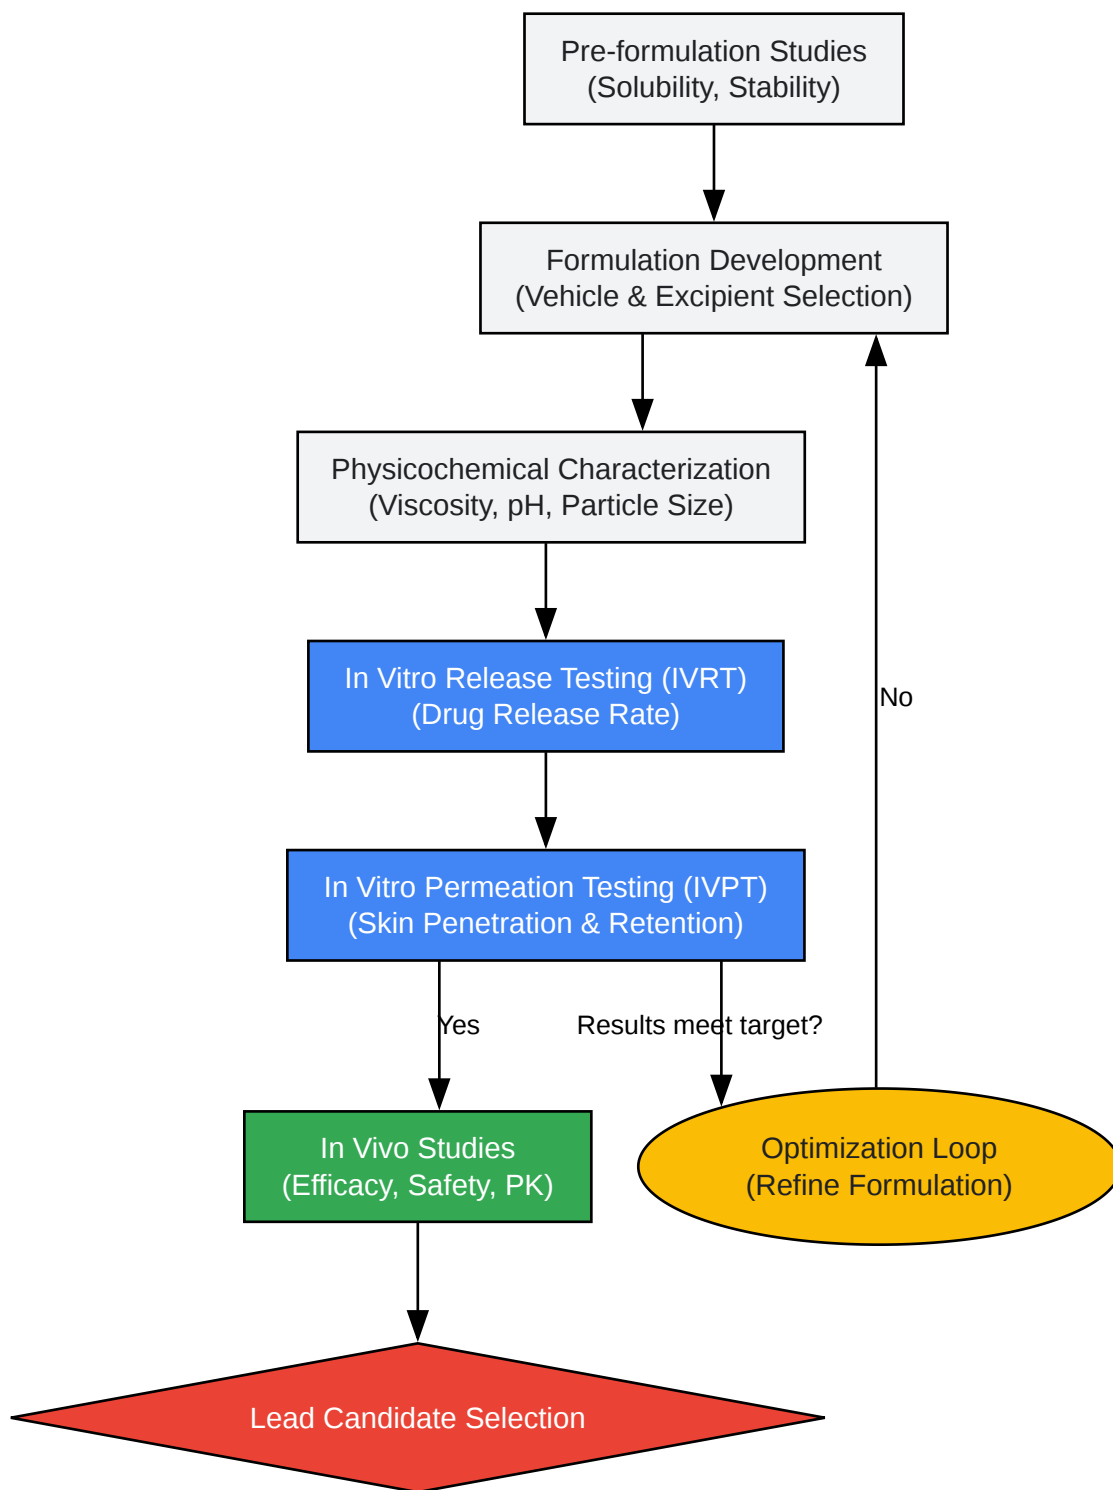 Pre-formulation Studies
(Solubility, Stability)
Formulation Development
(Vehicle & Excipient Selection)
Physicochemical Characterization
(Viscosity, pH, Particle Size)
In Vitro Release Testing (IVRT)
(Drug Release Rate)
No
In Vitro Permeation Testing (IVPT)
(Skin Penetration & Retention)
Yes
Results meet target?
In Vivo Studies
(Efficacy, Safety, PK)
Optimization Loop
(Refine Formulation)
Lead Candidate Selection